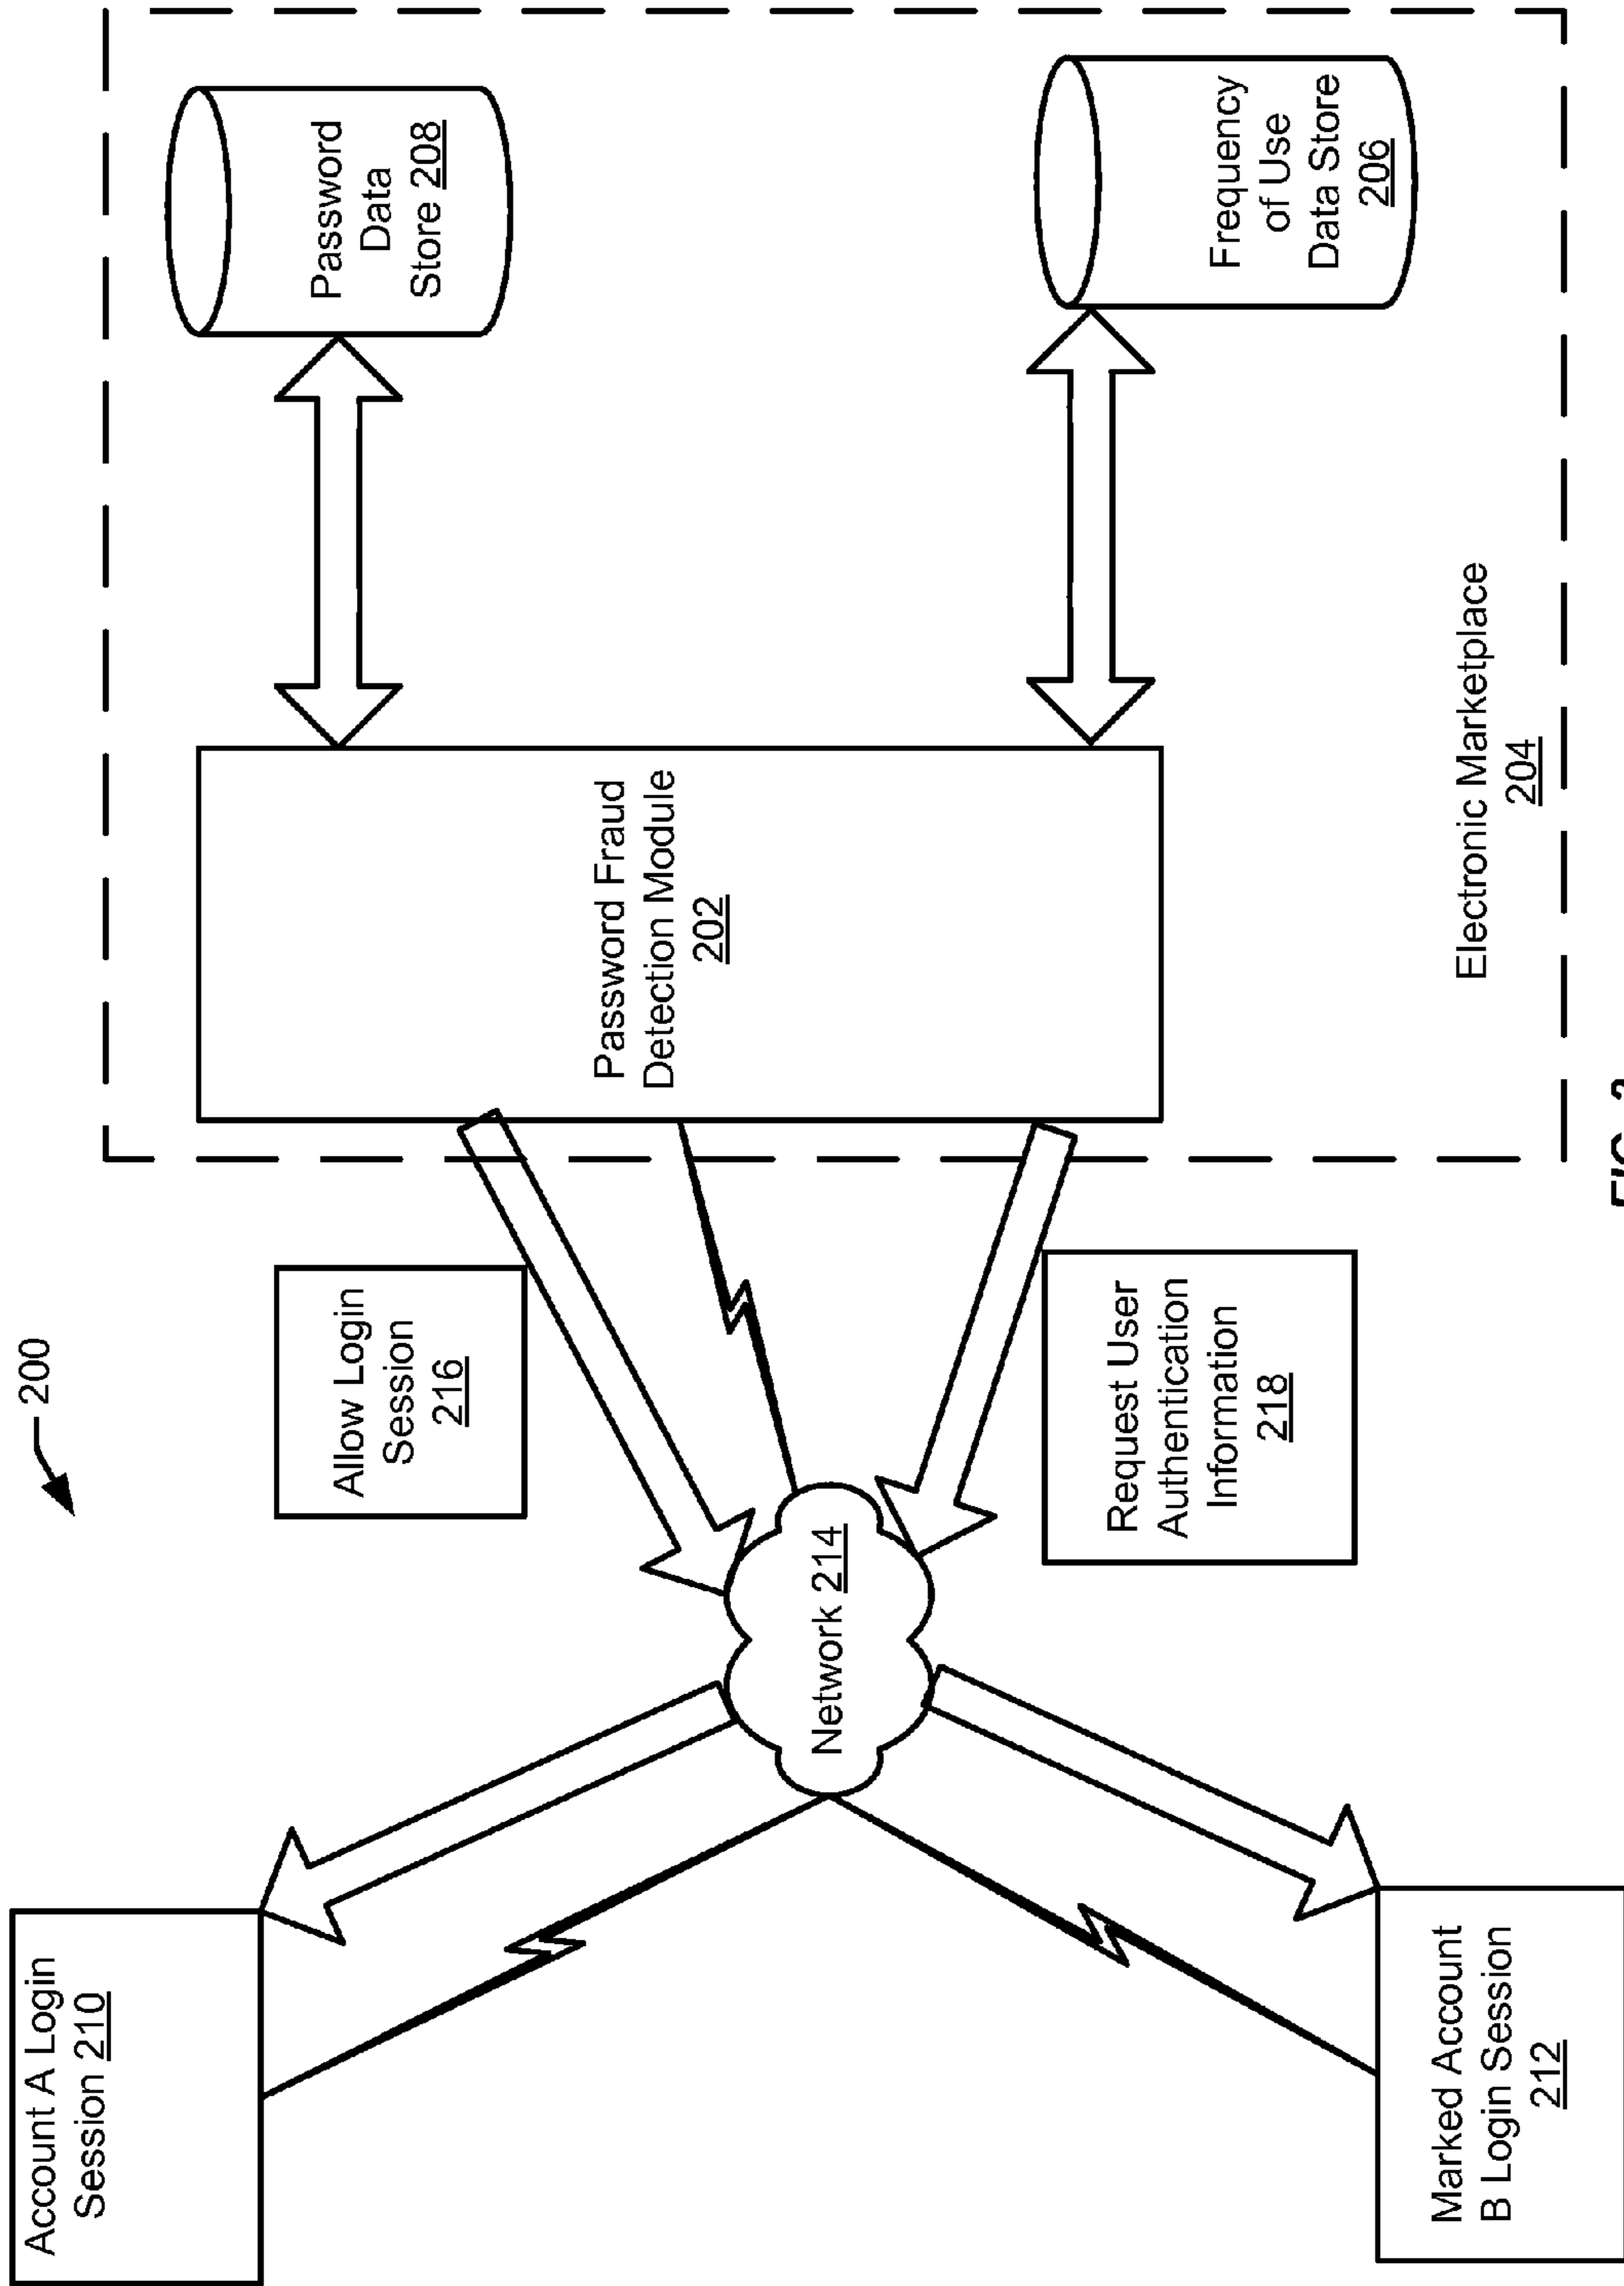 200
Account A Login
Session 210
Allow Login
Session
216
Password Fraud
Detection Module
202
Password
Data
Store 208
Network 214
Marked Account
B Login Session
212
Request User
Authentication
Information
218
Frequency
of Use
Data Store
206
Electronic Marketplace
204